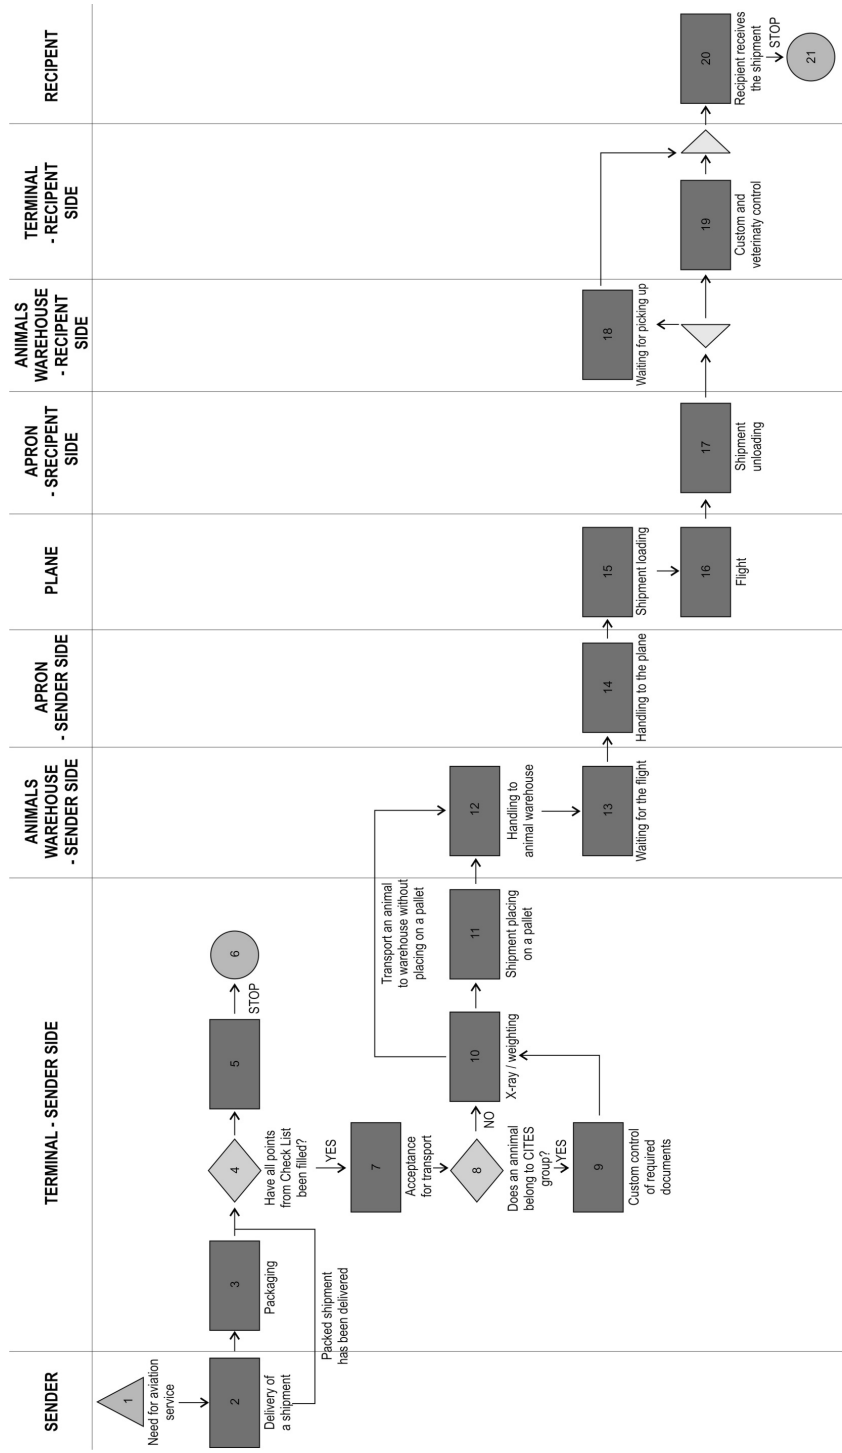 SENDER
TERMINAL - SENDER SIDE
ANIMALS
WAREHOUSE
- SENDER SIDE
APRON
- SENDER SIDE
PLANE
APRON
- SRECIPENT
SIDE
ANIMALS
WAREHOUSE
- RECIPENT
SIDE
TERMINAL
- RECIPENT
SIDE
RECIPENT
1
Need for aviation
service
2
Delivery of
a shipment
3
Packaging
Packed shipment
has been delivered
4
Have all points
from Check List
been filled?
5
STOP
6
YES
7
Acceptance
for transport
8
Does an annimal
belong to CITES
group?
YES
NO
9
Custom control
of required
documents
10
X-ray / weighting
Transport an animal
to warehouse without
placing on a pallet
11
Shipment placing
on a pallet
12
Handling to
animal warehouse
13
Waiting for the flight
14
Handling to the plane
15
Shipment loading
16
Flight
17
Shipment
unloading
18
Waiting for picking up
19
Custom and
veterinaty control
20
Recipient receives
the shipment
STOP
21